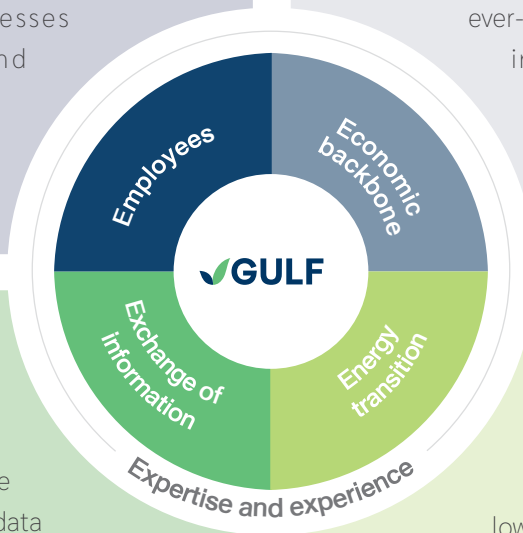 esses
nd
ever-
in
Employees
Economic
backbone
GULF
Exchange of
information
Energy
transition
Expertise and experience
e
data
low